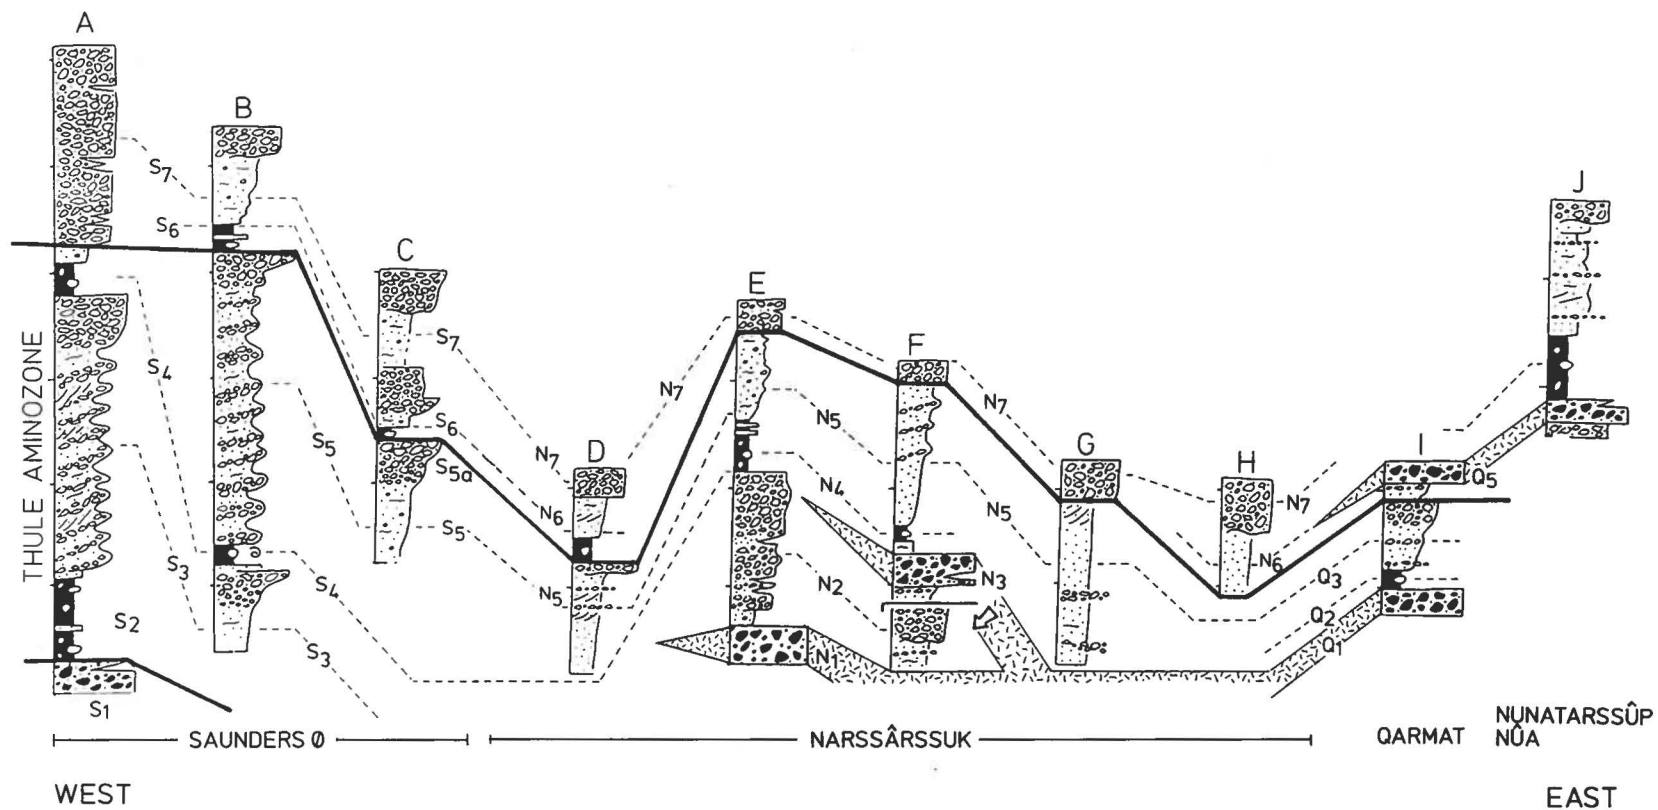 A
B
C
D
E
F
G
H
I
J
THULE AMINOZONE
S7
S6
S4
S3
S2
S1
S5
S4
S3
S7
S6
S5a
S5
N7
N6
N5
N7
N5
N4
N2
N1
N3
N7
N5
N7
N6
Q5
Q3
Q2
Q1
SAUNDERS Ø
NARSSÂRSSUK
QARMAT
NUNATARSSÛP
NÛA
WEST
EAST